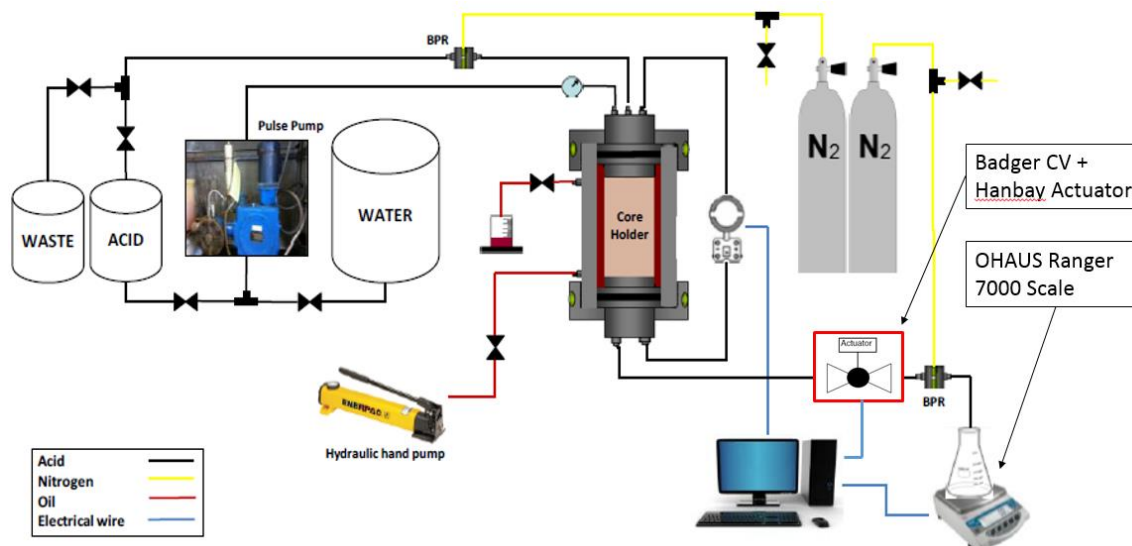 BPR
Pulse Pump
WASTE
ACID
WATER
Core
Holder
N2
N2
Badger CV +
Hanbay Actuator
OHAUS Ranger
7000 Scale
Actuator
BPR
ENERPAC
Hydraulic hand pump
Acid
Nitrogen
Oil
Electrical wire